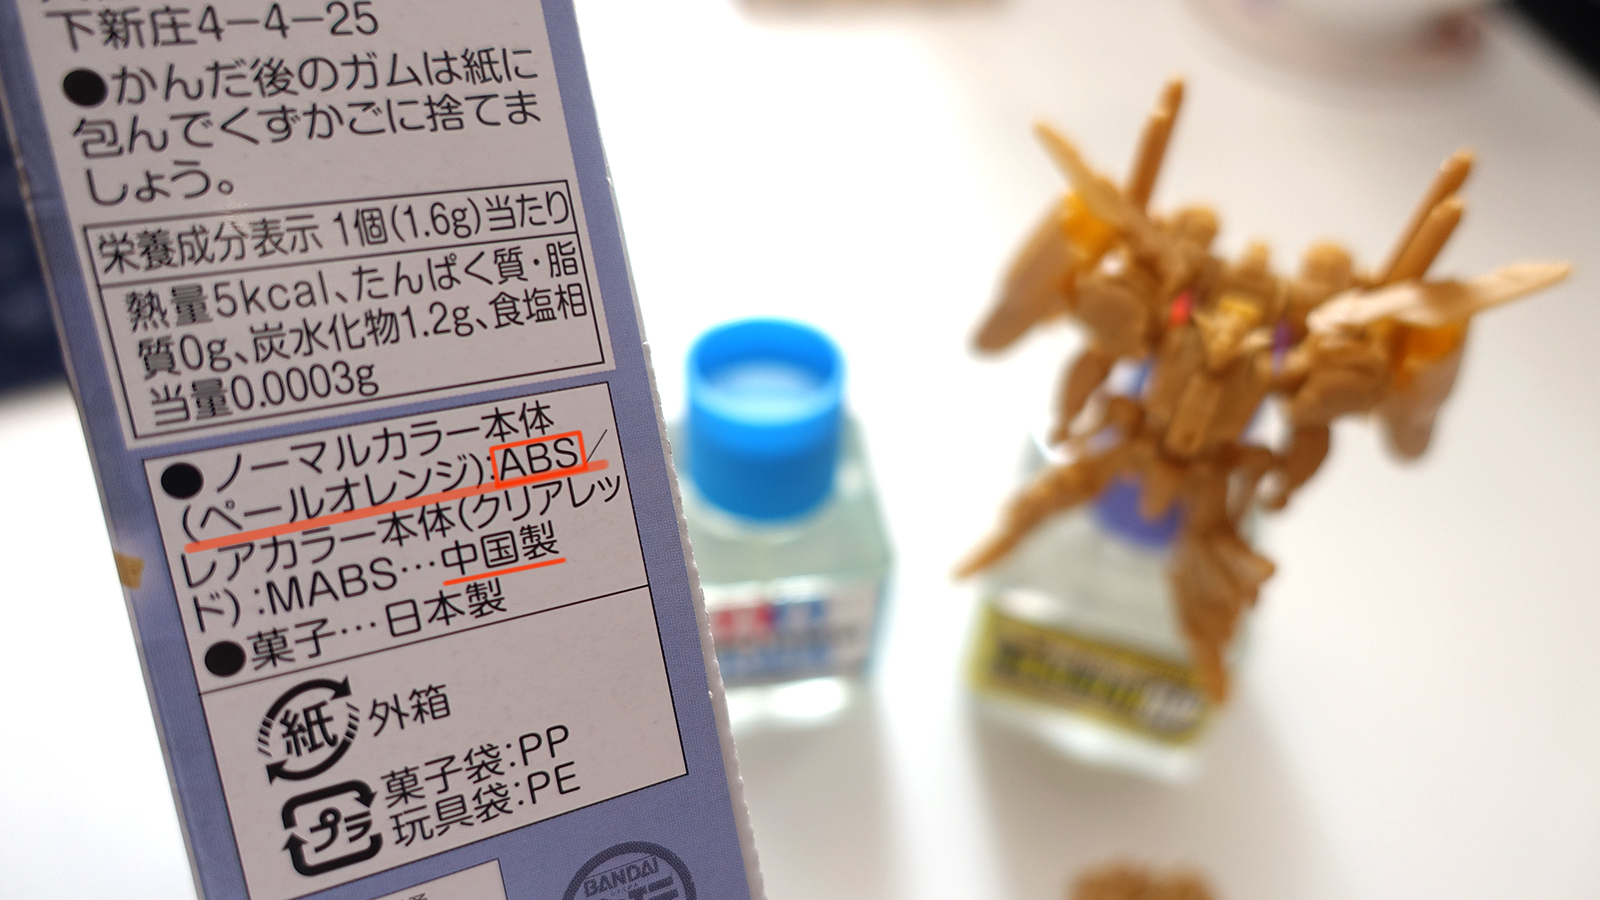 下新庄4-4-25
●かんだ後のガムは紙に
包んでくずかごに捨てま
しょう。
栄養成分表示 1個(1.6g)当たり
熱量5kcal、たんぱく質・脂
質0g、炭水化物1.2g、食塩相
当量0.0003g
●ノーマルカラー本体
(ペールオレンジ):ABS/
レアカラー本体(クリアレッ
ド):MABS…中国製
●菓子…日本製
紙 外箱
プラ 菓子袋:PP
玩具袋:PE
BANDAI